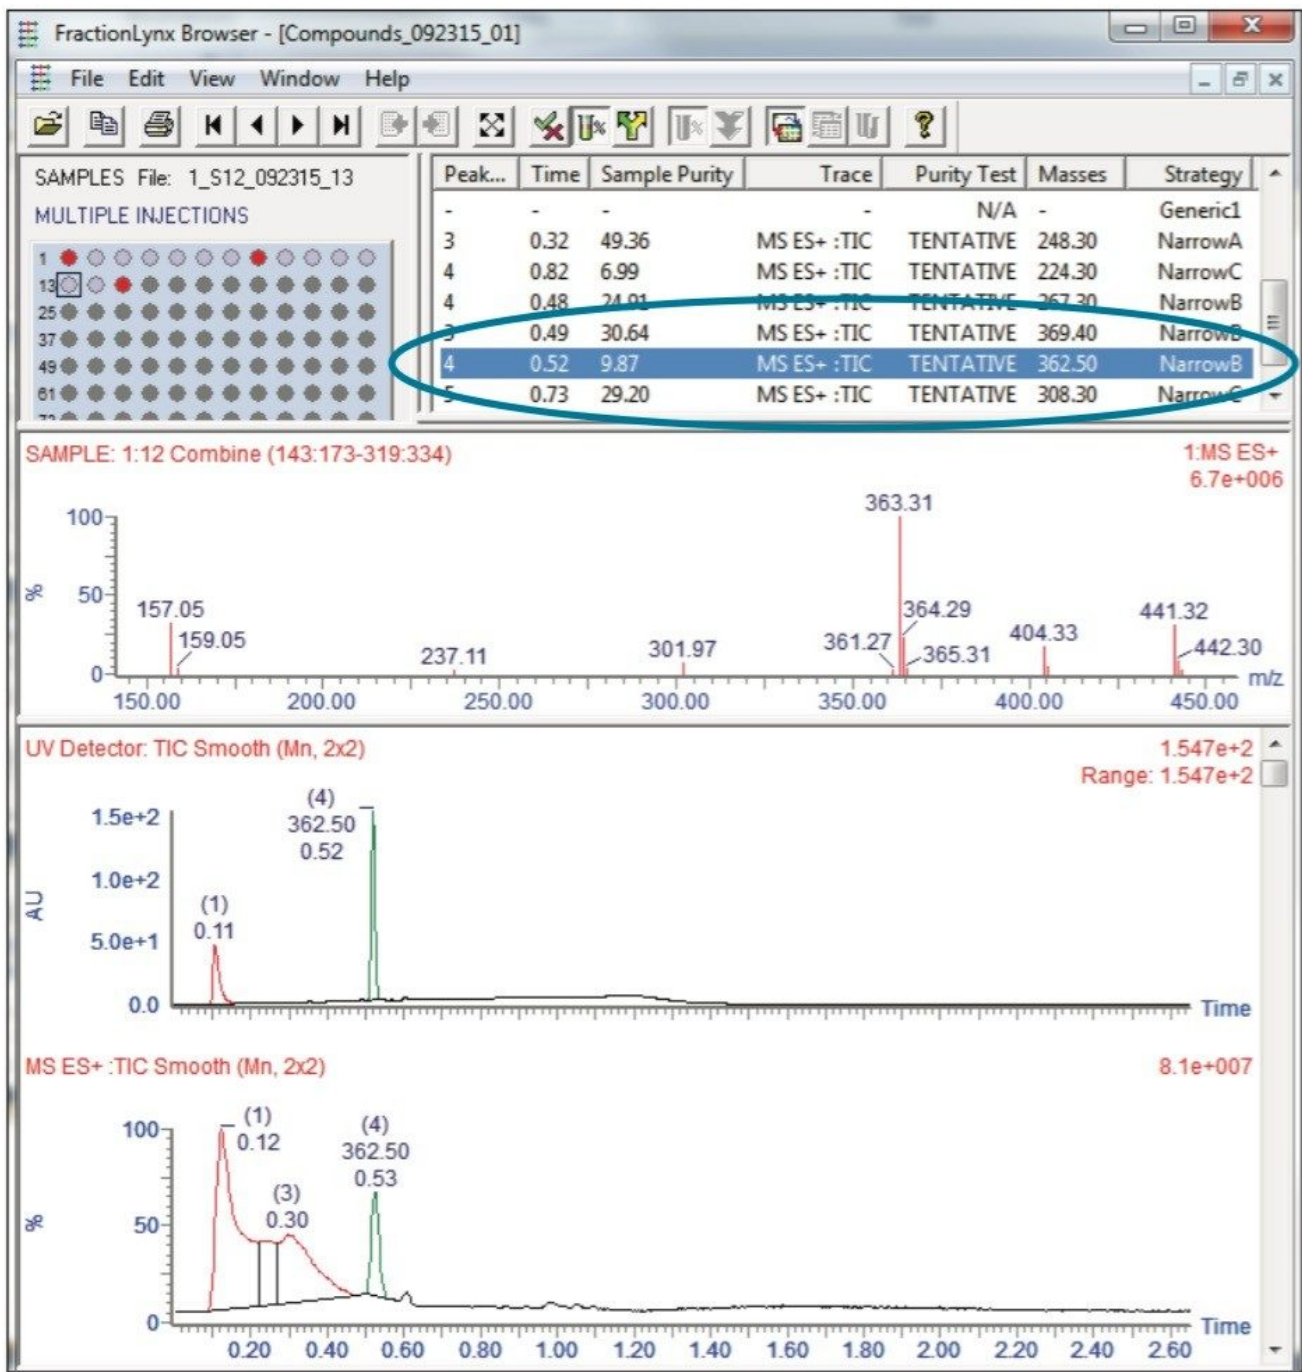 FractionLynx Browser - [Compounds_092315_01]
File Edit View Window Help
SAMPLES File: 1_S12_092315_13
MULTIPLE INJECTIONS
1
13
25
37
49
61
Peak... Time Sample Purity Trace Purity Test Masses Strategy
- - - - N/A - Generic1
3 0.32 49.36 MS ES+ :TIC TENTATIVE 248.30 NarrowA
4 0.82 6.99 MS ES+ :TIC TENTATIVE 224.30 NarrowC
4 0.48 24.91 MS ES+ :TIC TENTATIVE 267.30 NarrowB
3 0.49 30.64 MS ES+ :TIC TENTATIVE 369.40 NarrowB
4 0.52 9.87 MS ES+ :TIC TENTATIVE 362.50 NarrowB
5 0.73 29.20 MS ES+ :TIC TENTATIVE 308.30 NarrowC
SAMPLE: 1:12 Combine (143:173-319:334) 1:MS ES+
6.7e+006
363.31
100
%
50
157.05
159.05
237.11
301.97
361.27
364.29
365.31
404.33
441.32
442.30
0
m/z
150.00 200.00 250.00 300.00 350.00 400.00 450.00
UV Detector: TIC Smooth (Mn, 2x2) 1.547e+2
Range: 1.547e+2
(4)
362.50
0.52
1.5e+2
1.0e+2
AU
(1)
0.11
5.0e+1
0.0
Time
MS ES+ :TIC Smooth (Mn, 2x2) 8.1e+007
(1)
0.12
(4)
362.50
0.53
100
(3)
0.30
%
50
0
Time
0.20 0.40 0.60 0.80 1.00 1.20 1.40 1.60 1.80 2.00 2.20 2.40 2.60